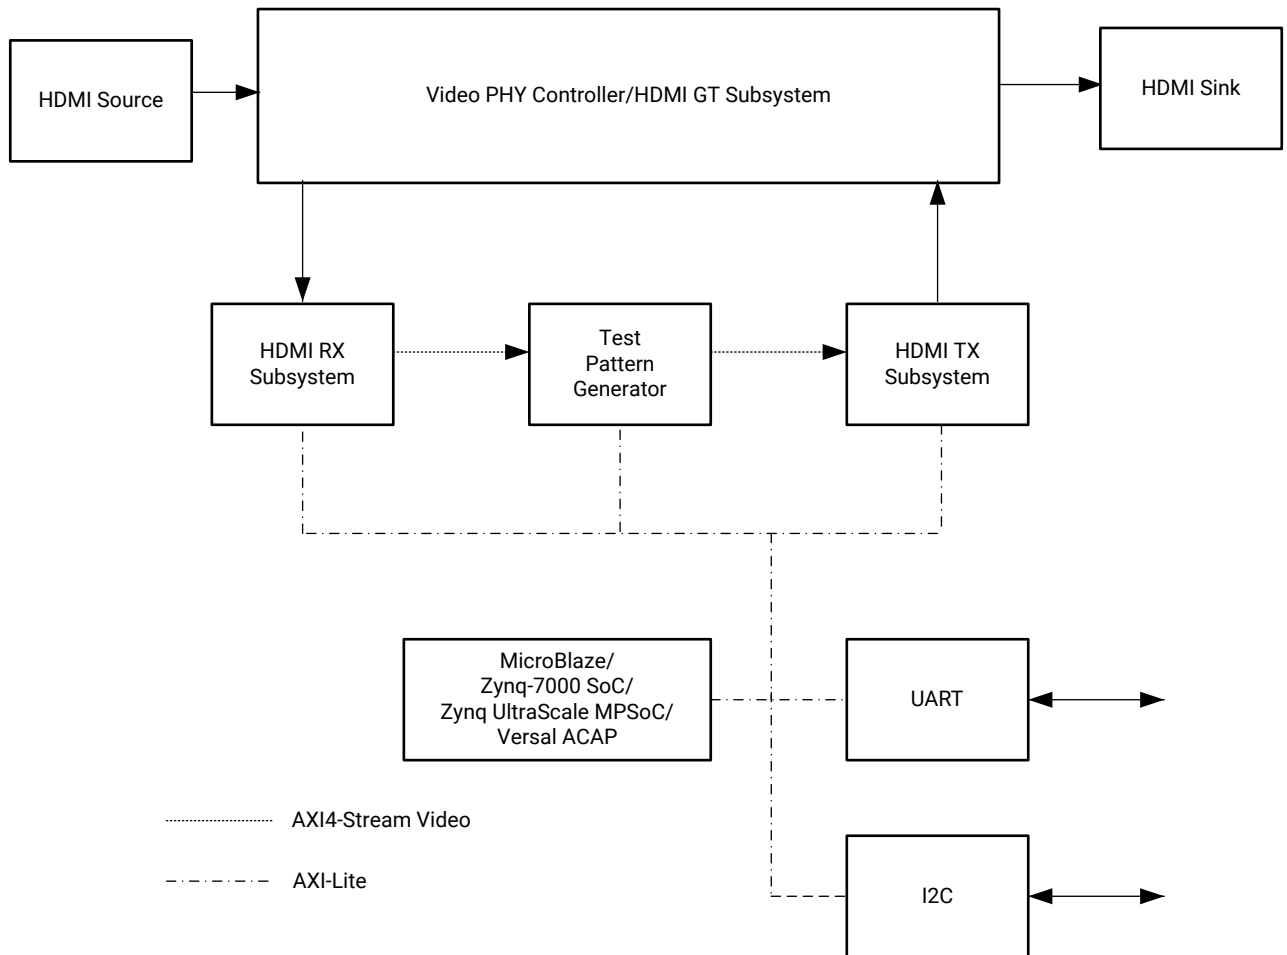 HDMI Source
Video PHY Controller/HDMI GT Subsystem
HDMI Sink
HDMI RX
Subsystem
Test
Pattern
Generator
HDMI TX
Subsystem
MicroBlaze/
Zynq-7000 SoC/
Zynq UltraScale MPSoC/
Versal ACAP
UART
AXI4-Stream Video
AXI-Lite
I2C